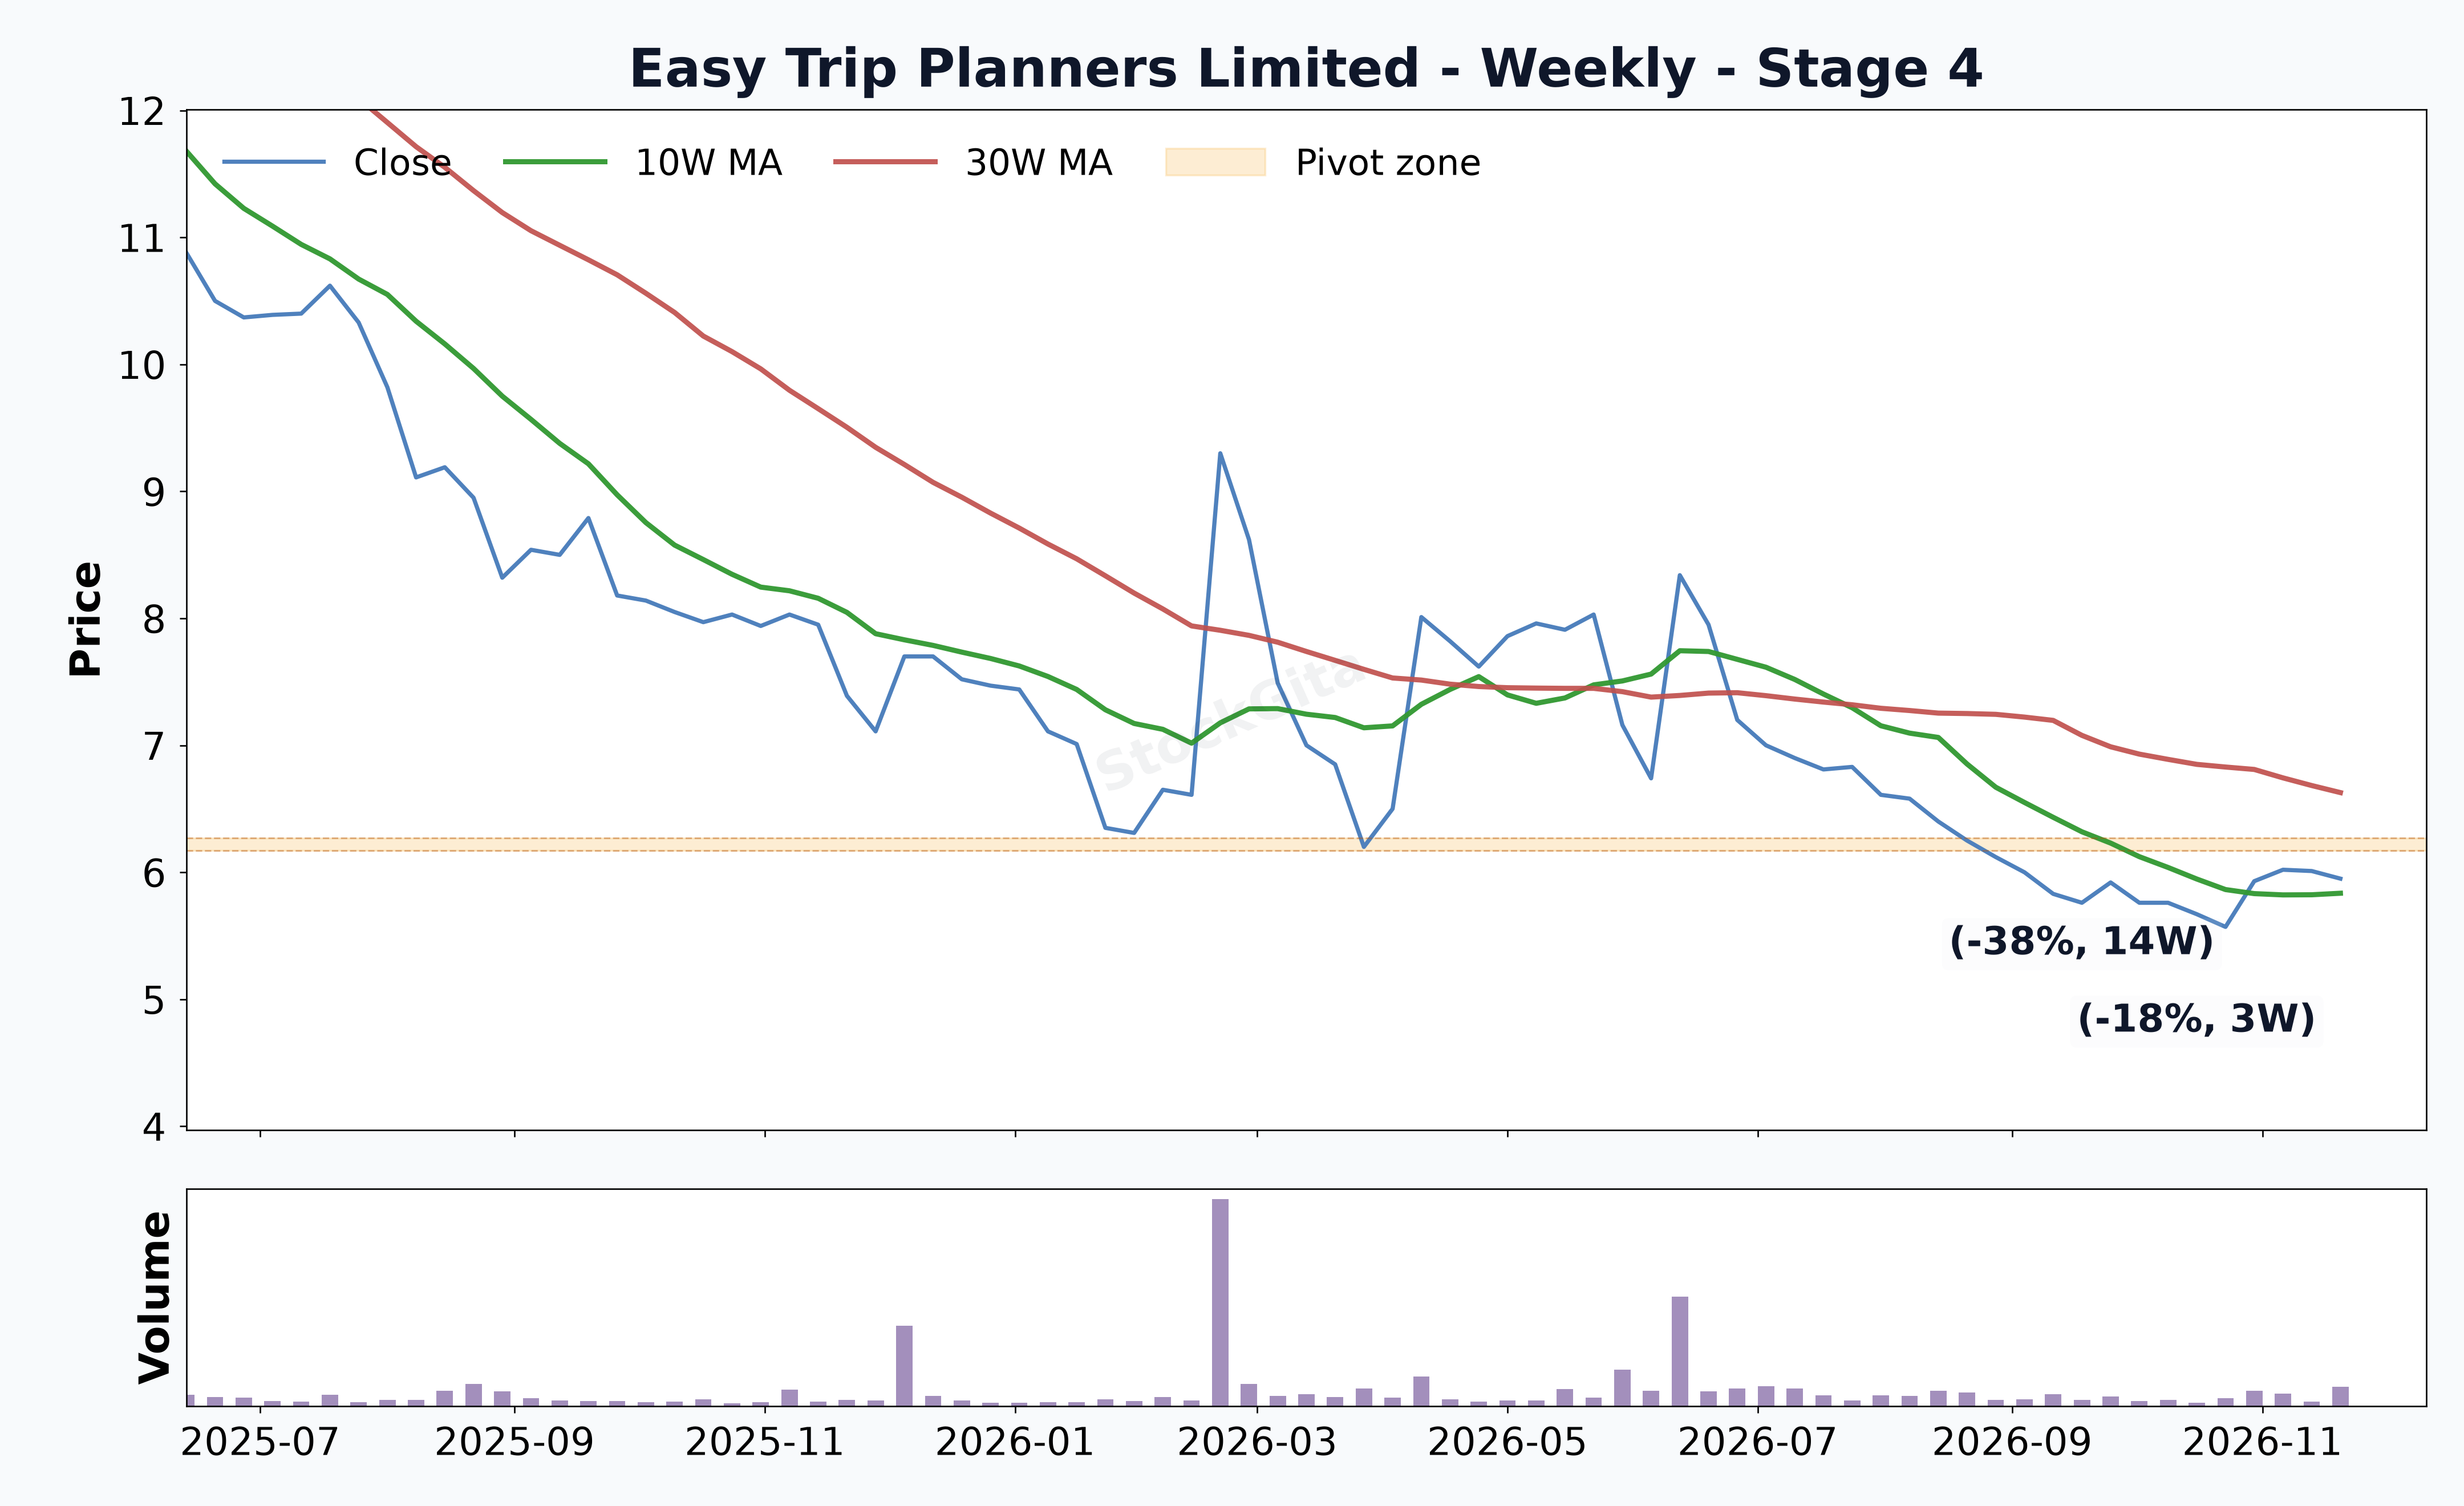 Easy Trip Planners Limited - Weekly - Stage 4
Close 10W MA 30W MA Pivot zone
12
11
10
9
8
7
6
5
4
Price
StockGita
(-38%, 14W)
(-18%, 3W)
Volume
2025-07 2025-09 2025-11 2026-01 2026-03 2026-05 2026-07 2026-09 2026-11